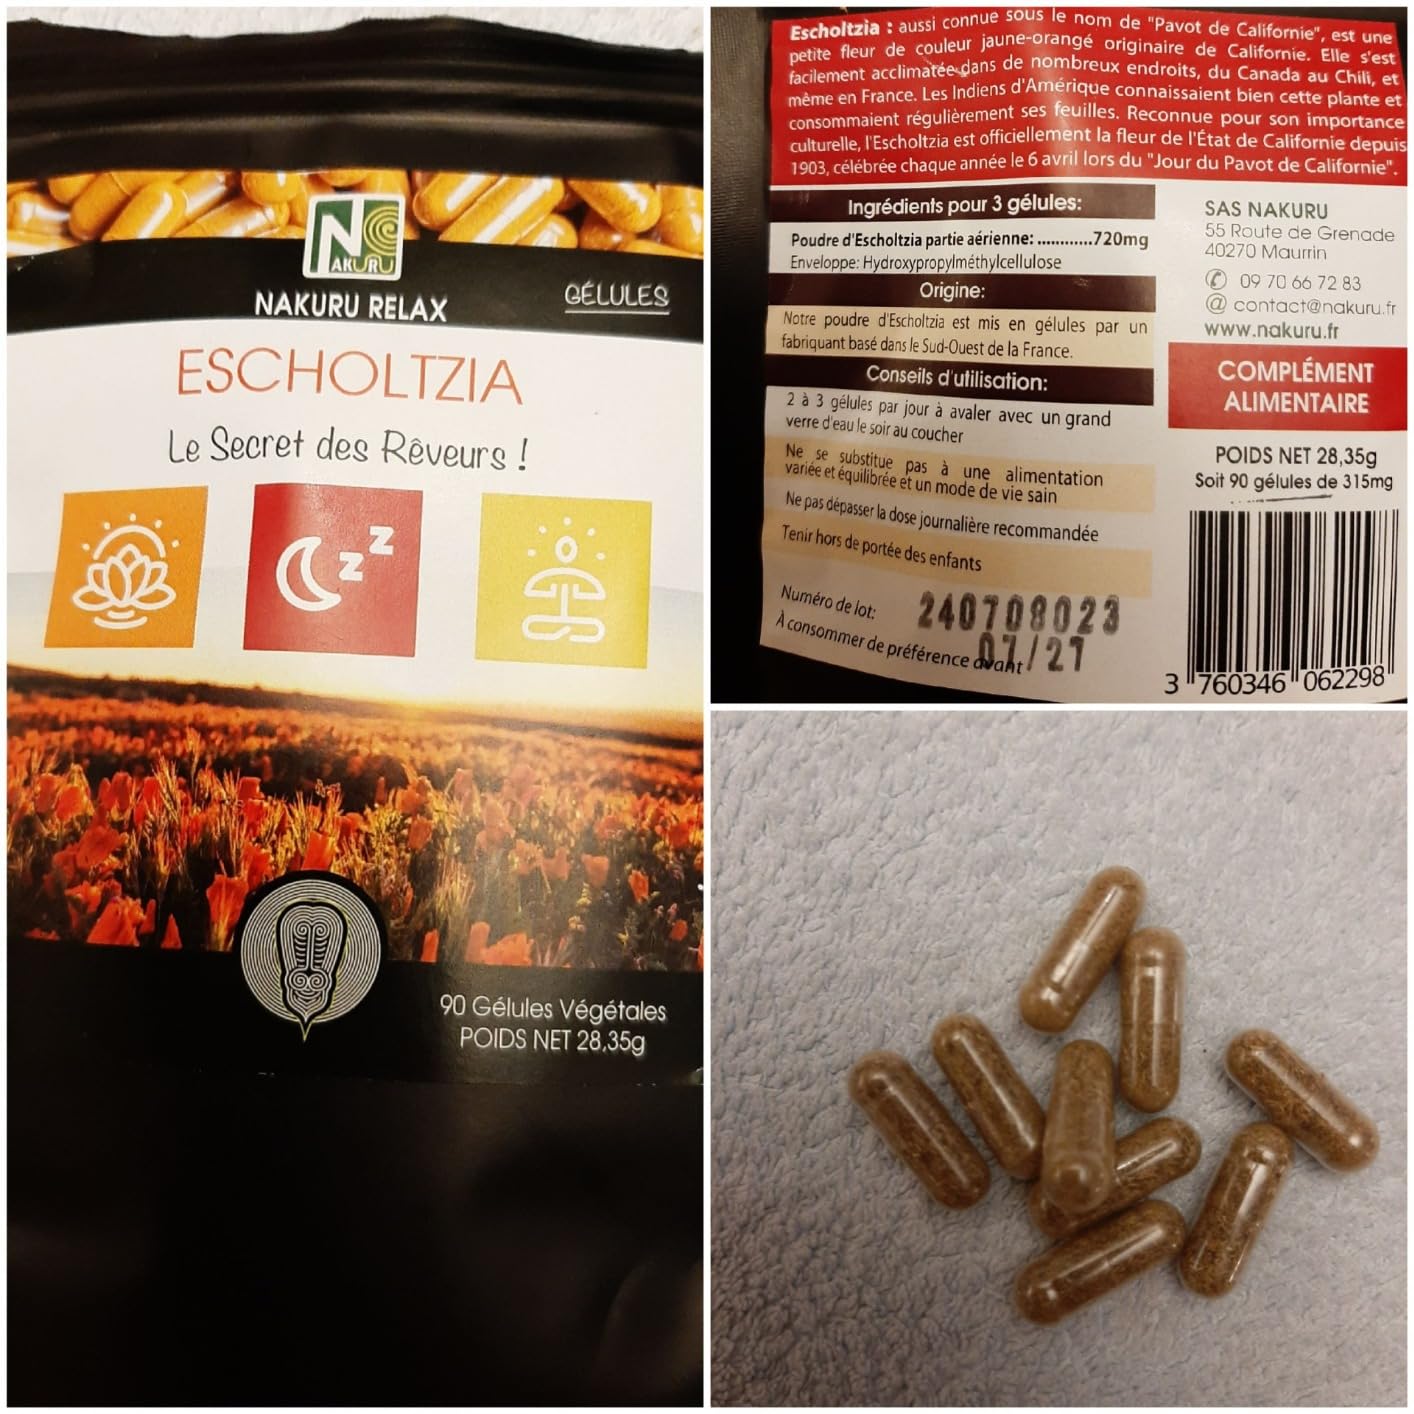 NAKURU
NAKURU RELAX
GÉLULES
ESCHOLTZIA
Le Secret des Rêveurs !
z z
90 Gélules Végétales
POIDS NET 28,35g
Escholtzia : aussi connue sous le nom de "Pavot de Californie", est une
petite fleur de couleur jaune-orangé originaire de Californie. Elle s'est
facilement acclimatée dans de nombreux endroits, du Canada au Chili, et
même en France. Les Indiens d'Amérique connaissaient bien cette plante et
consommaient régulièrement ses feuilles. Reconnue pour son importance
culturelle, l'Escholtzia est officiellement la fleur de l'État de Californie depuis
1903, célébrée chaque année le 6 avril lors du "Jour du Pavot de Californie".
Ingrédients pour 3 gélules:
Poudre d'Escholtzia partie aérienne: ............720mg
Enveloppe: Hydroxypropylméthylcellulose
Origine:
Notre poudre d'Escholtzia est mis en gélules par un
fabriquant basé dans le Sud-Ouest de la France.
Conseils d'utilisation:
2 à 3 gélules par jour à avaler avec un grand
verre d'eau le soir au coucher
Ne se substitue pas à une alimentation
variée et équilibrée et un mode de vie sain
Ne pas dépasser la dose journalière recommandée
Tenir hors de portée des enfants
Numéro de lot: 240708023
À consommer de préférence avant 07/27
SAS NAKURU
55 Route de Grenade
40270 Maurrin
09 70 66 72 83
@ contact@nakuru.fr
www.nakuru.fr
COMPLÉMENT
ALIMENTAIRE
POIDS NET 28,35g
Soit 90 gélules de 315mg
3 760346 062298